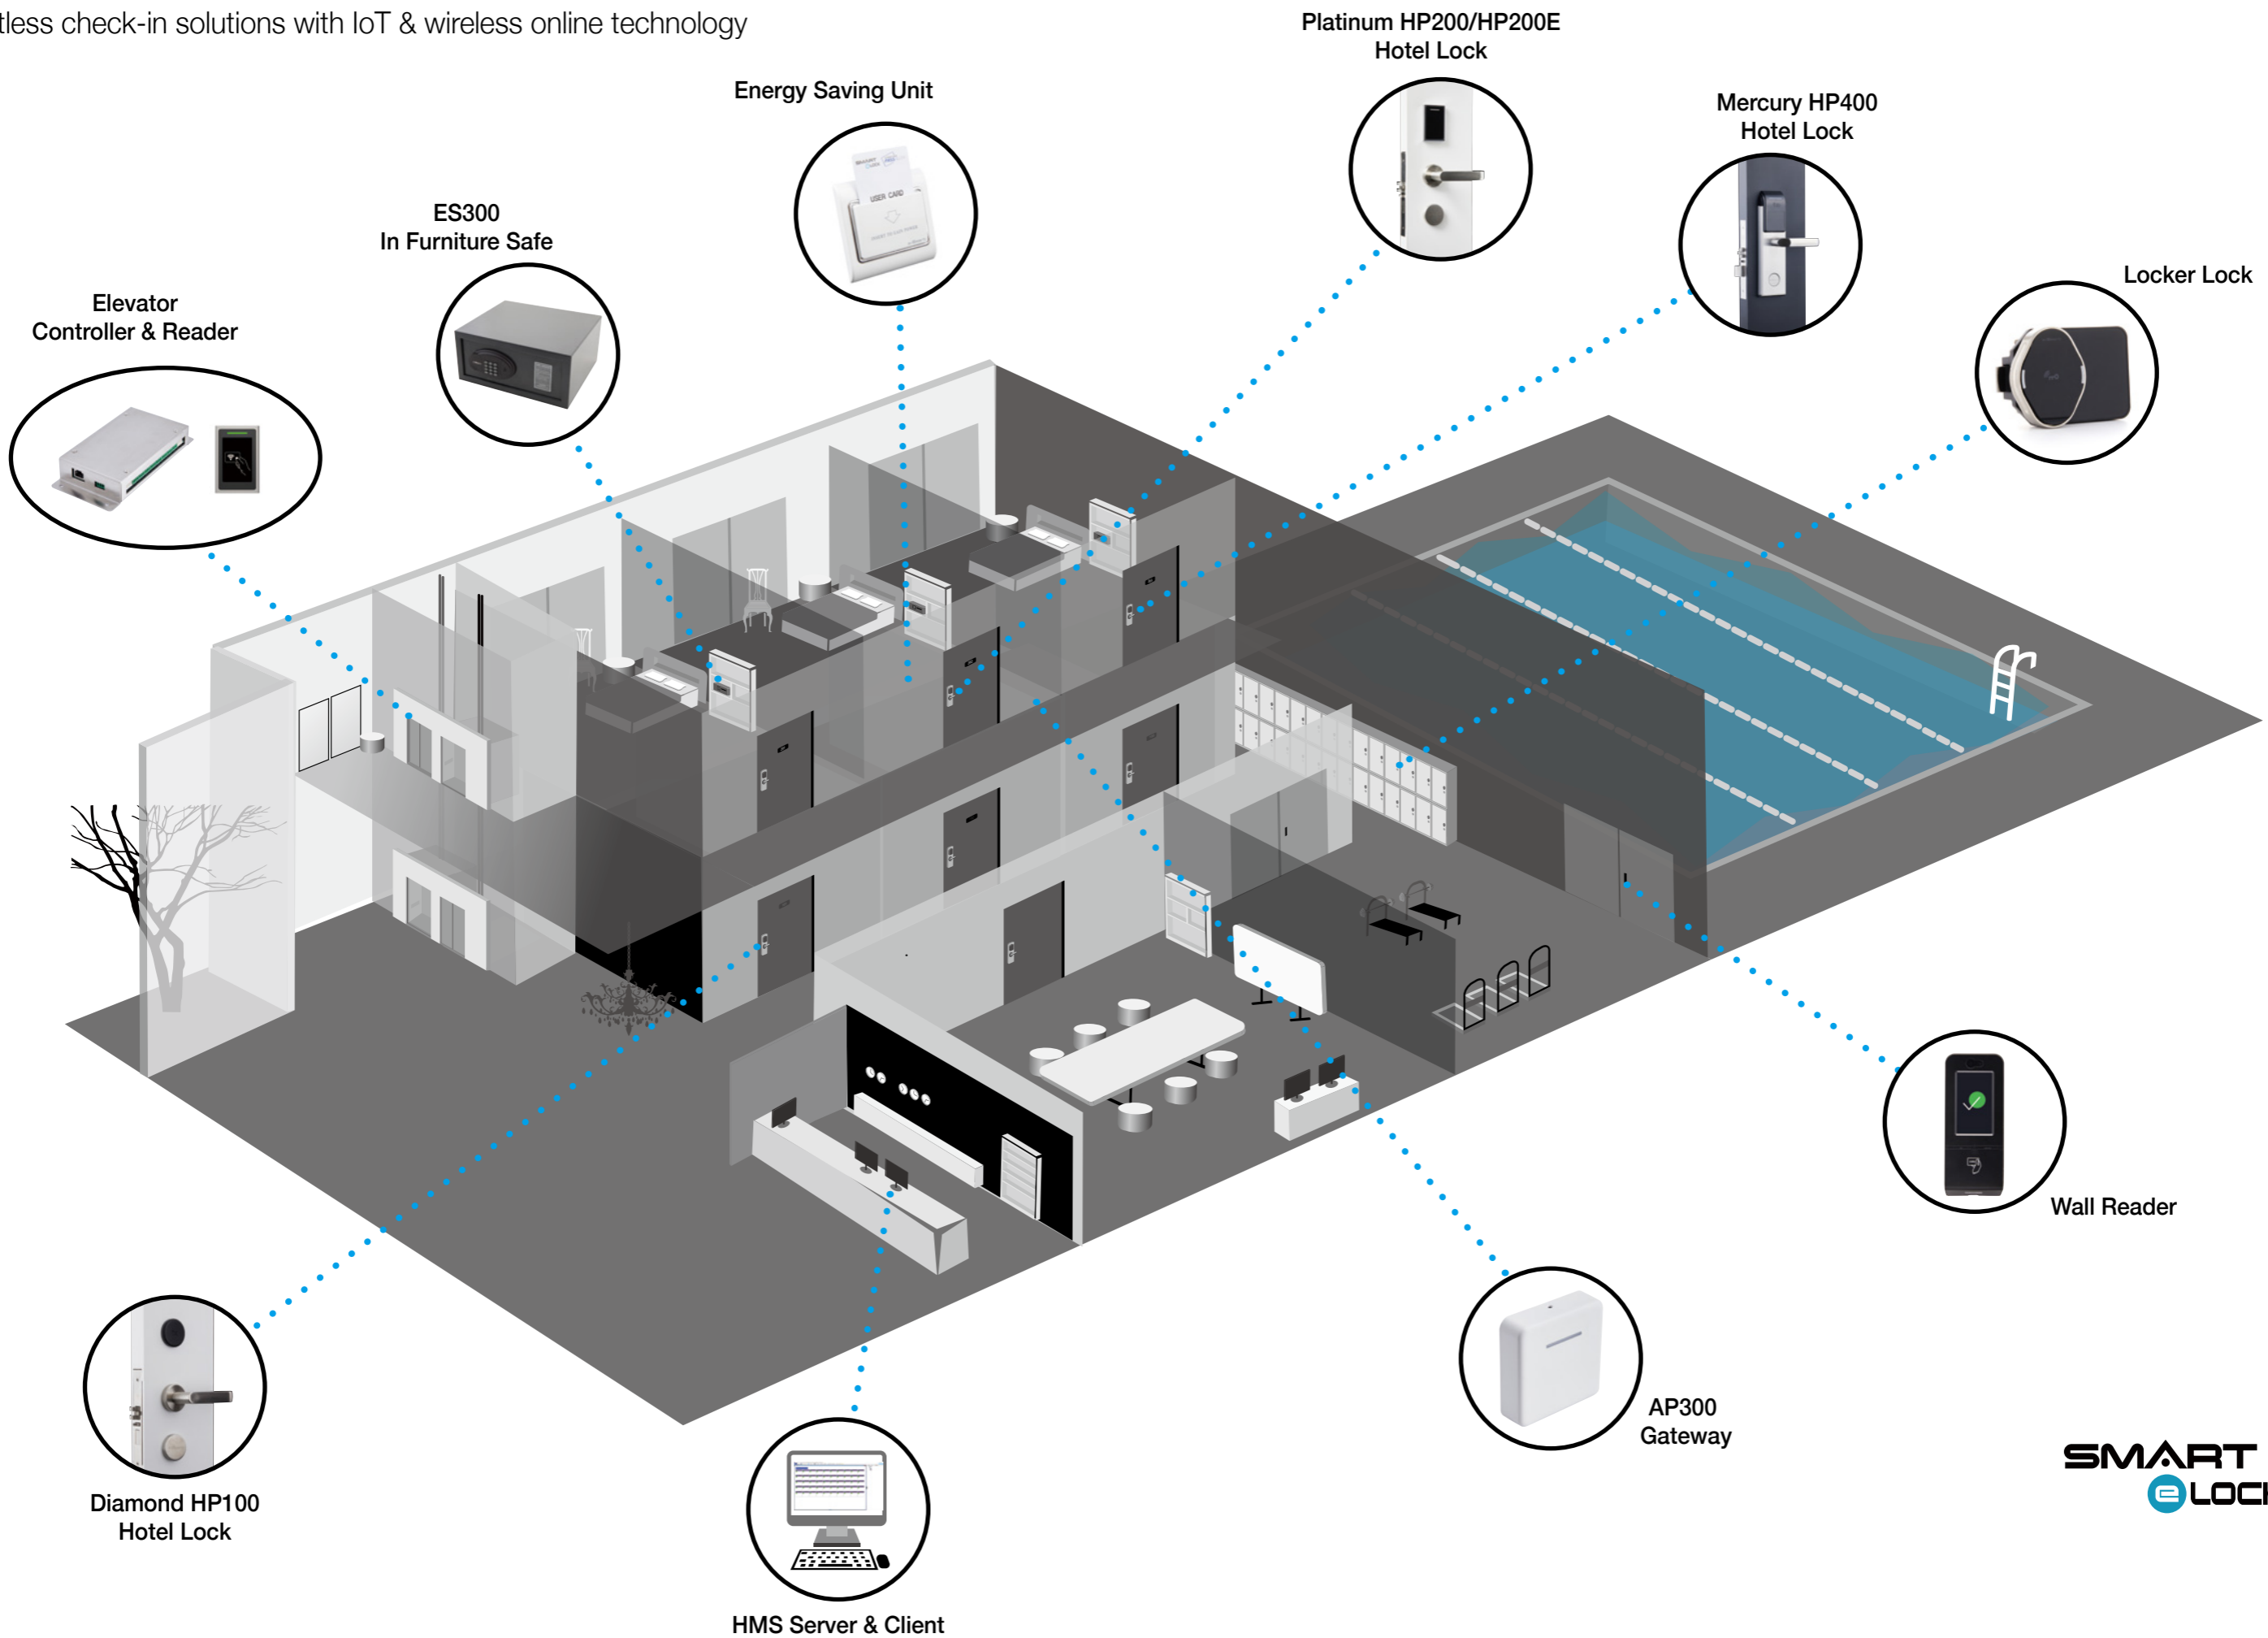 tless check-in solutions with IoT & wireless online technology
Platinum HP200/HP200E
Hotel Lock
Energy Saving Unit
Mercury HP400
Hotel Lock
USER CARD
ES300
In Furniture Safe
Locker Lock
Elevator
Controller & Reader
Wall Reader
AP300
Gateway
SMART
e LOCK
Diamond HP100
Hotel Lock
HMS Server & Client